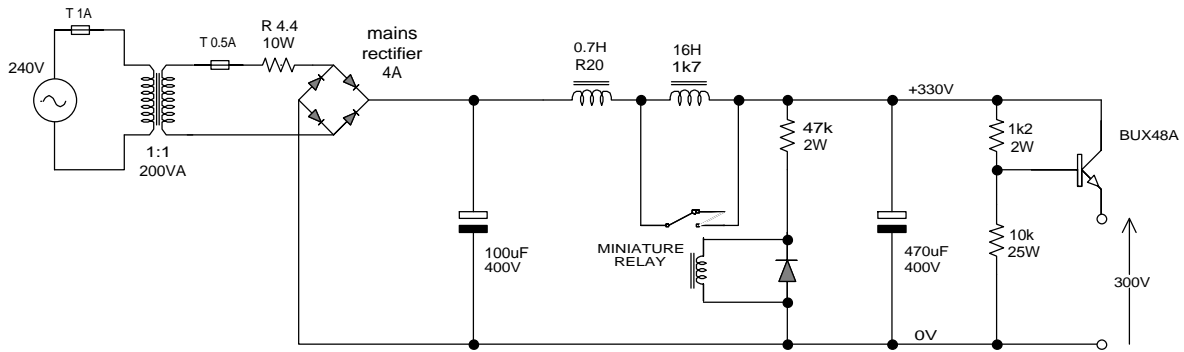 T 1A
240V
1:1
200VA
T 0.5A
R 4.4
10W
mains
rectifier
4A
100uF
400V
0.7H
R20
16H
1k7
MINIATURE
RELAY
47k
2W
470uF
400V
+330V
0V
1k2
2W
10k
25W
BUX48A
300V